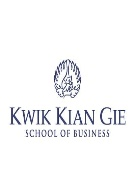 KWIK KIAN GIE
SCHOOL OF BUSINESS